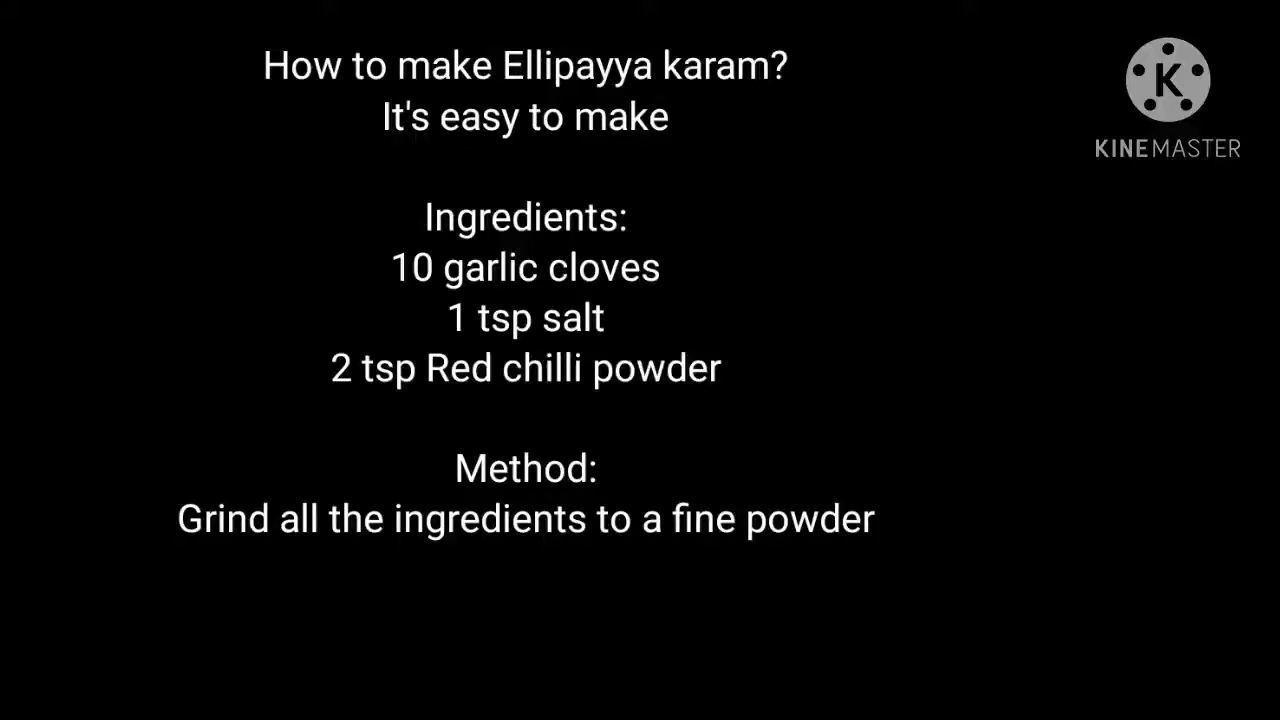 How to make Ellipayya karam?
It's easy to make
Ingredients:
10 garlic cloves
1 tsp salt
2 tsp Red chilli powder
Method:
Grind all the ingredients to a fine powder
K
KINEMASTER